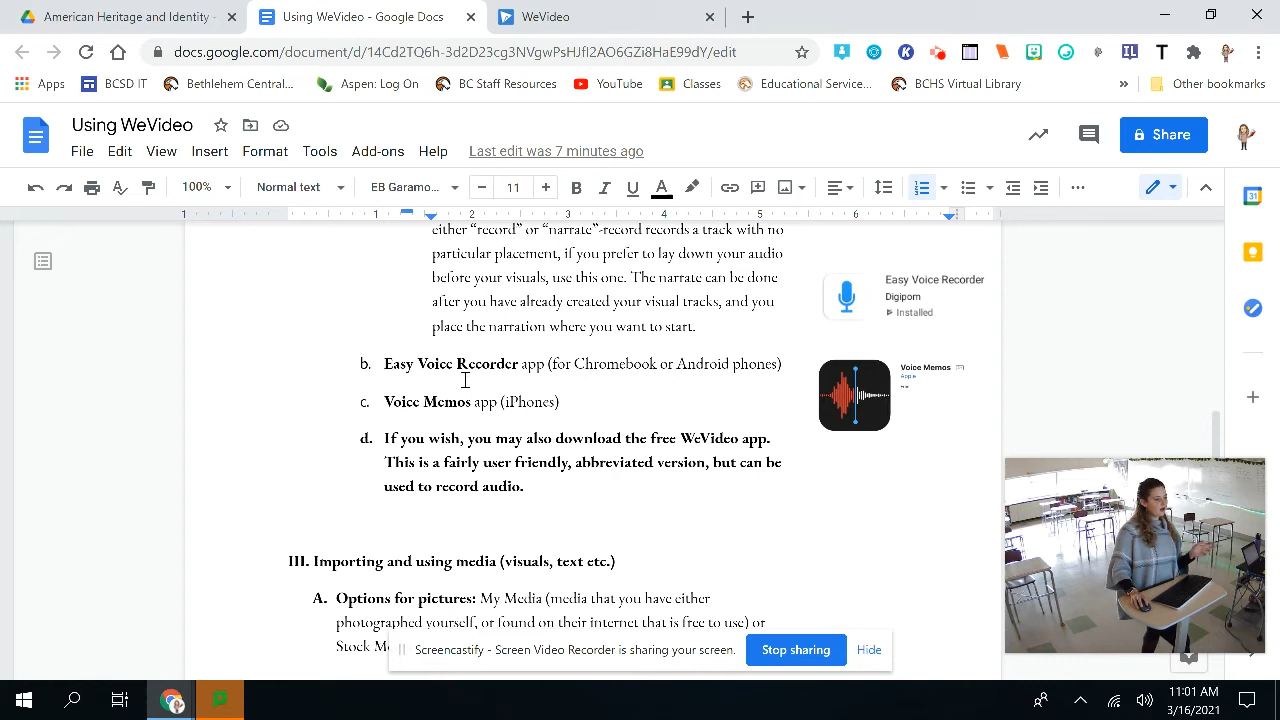 American Heritage and Identity -
Using WeVideo - Google Docs
WeVideo
docs.google.com/document/d/14Cd2TO6h-3d2D23cg3NVgwPsHJfl2AO6GZi8HaE99dY/edit
Apps
BCSD IT
Bethlehem Central...
Aspen: Log On
BC Staff Resources
YouTube
Classes
Educational Service...
BCHS Virtual Library
Other bookmarks
Using WeVideo
Share
File Edit View Insert Format Tools Add-ons Help Last edit was 7 minutes ago
100% Normal text EB Garamo... 11 B I U A
1 1 2 3 4 5 6
either “record” or “narrate”-record records a track with no
particular placement, if you prefer to lay down your audio
before your visuals, use this one. The narrate can be done
after you have already created your visual tracks, and you
place the narration where you want to start.
Easy Voice Recorder
Digipom
Installed
b. Easy Voice Recorder app (for Chromebook or Android phones)
Voice Memos
Apple
c. Voice Memos app (iPhones)
d. If you wish, you may also download the free WeVideo app.
This is a fairly user friendly, abbreviated version, but can be
used to record audio.
III. Importing and using media (visuals, text etc.)
A. Options for pictures: My Media (media that you have either
photographed yourself, or found on their internet that is free to use) or
Stock
Screencastify - Screen Video Recorder is sharing your screen.
Stop sharing
Hide
11:01 AM
3/16/2021